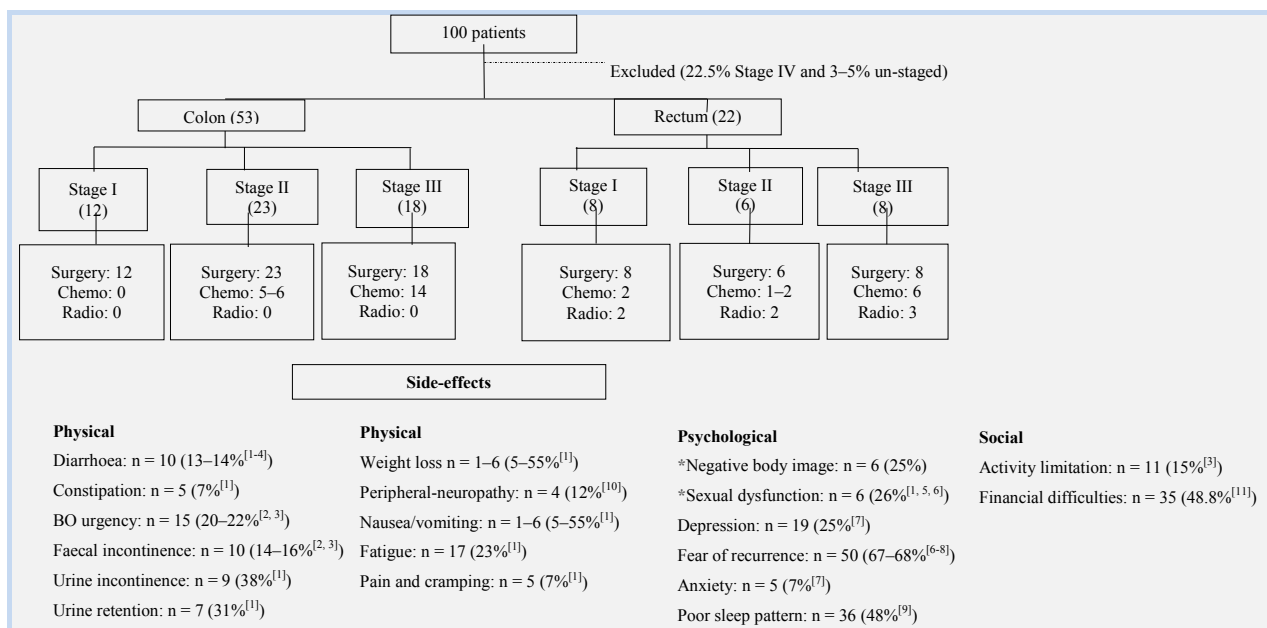 100 patients
Excluded (22.5% Stage IV and 3–5% un-staged)
Colon (53)
Rectum (22)
Stage I
(12)
Stage II
(23)
Stage III
(18)
Stage I
(8)
Stage II
(6)
Stage III
(8)
Surgery: 12
Chemo: 0
Radio: 0
Surgery: 23
Chemo: 5–6
Radio: 0
Surgery: 18
Chemo: 14
Radio: 0
Surgery: 8
Chemo: 2
Radio: 2
Surgery: 6
Chemo: 1–2
Radio: 2
Surgery: 8
Chemo: 6
Radio: 3
Side-effects
Physical
Diarrhoea: n = 10 (13–14%[1-4])
Constipation: n = 5 (7%[1])
BO urgency: n = 15 (20–22%[2, 3])
Faecal incontinence: n = 10 (14–16%[2, 3])
Urine incontinence: n = 9 (38%[1])
Urine retention: n = 7 (31%[1])
Physical
Weight loss n = 1–6 (5–55%[1])
Peripheral-neuropathy: n = 4 (12%[10])
Nausea/vomiting: n = 1–6 (5–55%[1])
Fatigue: n = 17 (23%[1])
Pain and cramping: n = 5 (7%[1])
Psychological
*Negative body image: n = 6 (25%)
*Sexual dysfunction: n = 6 (26%[1, 5, 6])
Depression: n = 19 (25%[7])
Fear of recurrence: n = 50 (67–68%[6-8])
Anxiety: n = 5 (7%[7])
Poor sleep pattern: n = 36 (48%[9])
Social
Activity limitation: n = 11 (15%[3])
Financial difficulties: n = 35 (48.8%[11])